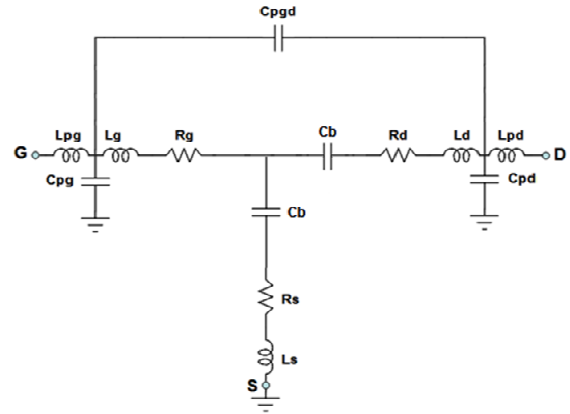 Cpgd
Lpg Lg Rg Cb Rd Ld Lpd
G D
Cpg Cpd
Cb
Rs
Ls
S